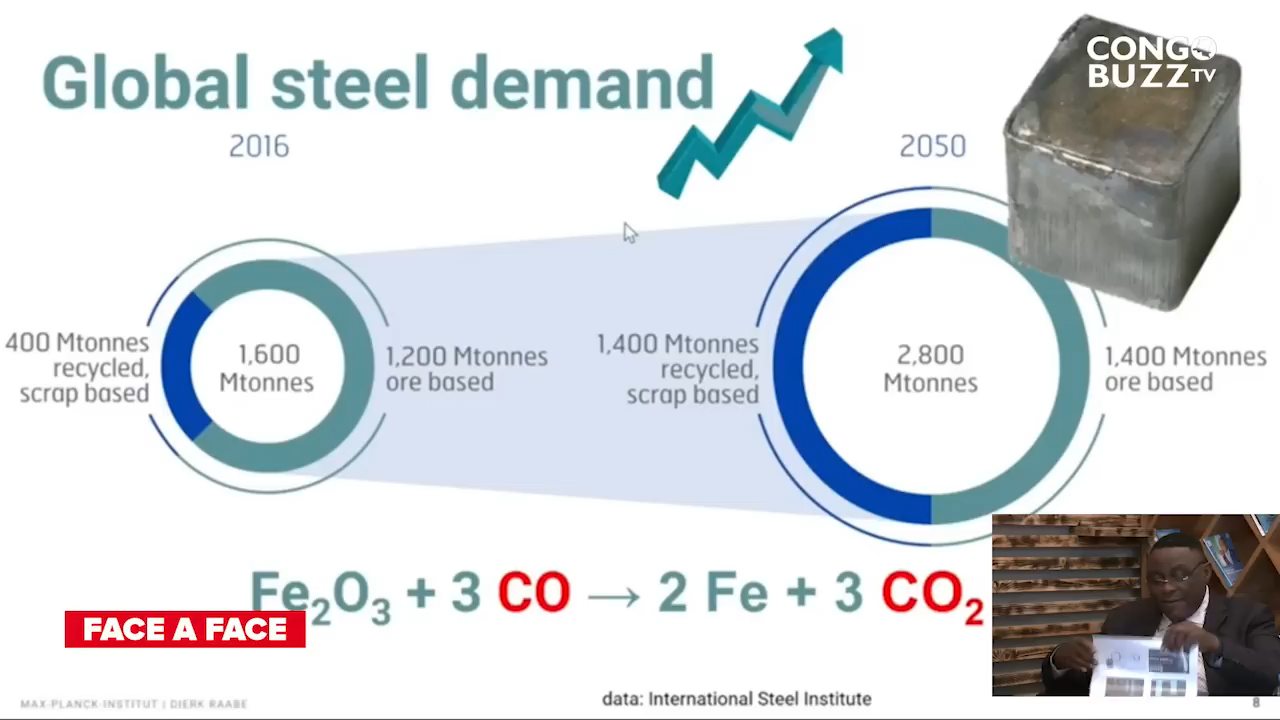 CONGO
BUZZTV
Global steel demand
2016
2050
400 Mtonnes
recycled,
scrap based
1,600
Mtonnes
1,200 Mtonnes
ore based
1,400 Mtonnes
recycled,
scrap based
2,800
Mtonnes
1,400 Mtonnes
ore based
Fe₂O₃ + 3 CO → 2 Fe + 3 CO₂
FACE A FACE
MAX-PLANCK-INSTITUT | DIERK RAABE
data: International Steel Institute
8